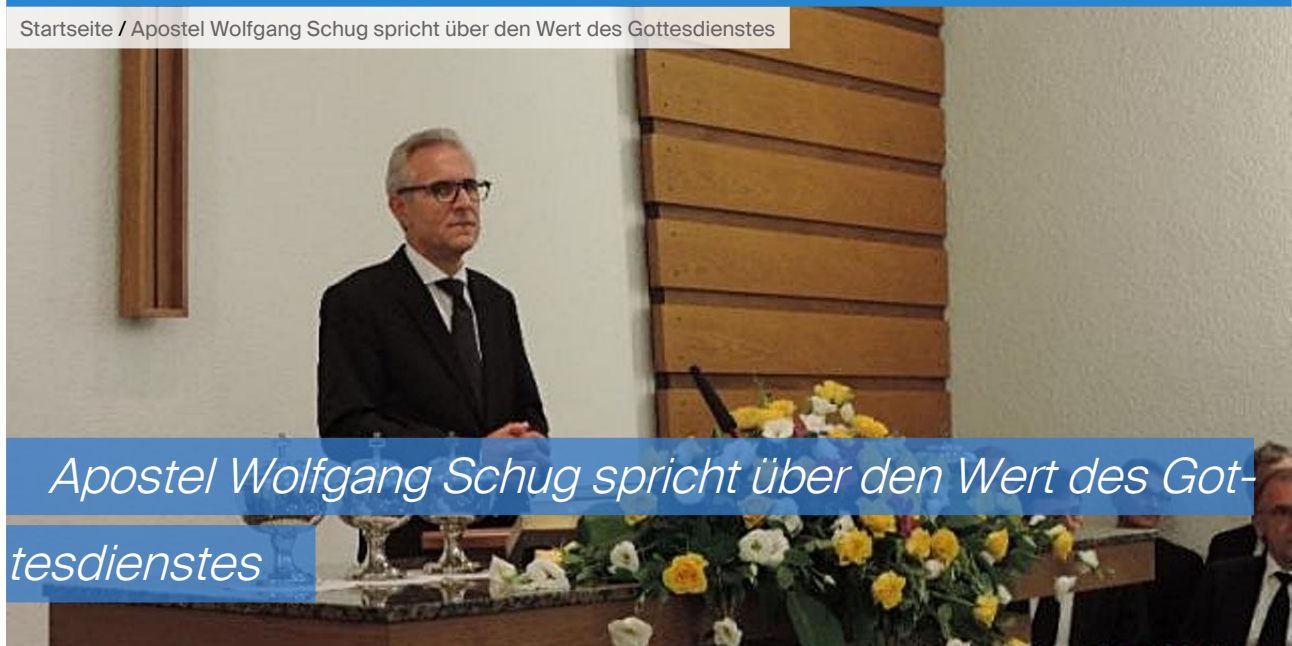 Startseite / Apostel Wolfgang Schug spricht über den Wert des Gottesdienstes
Apostel Wolfgang Schug spricht über den Wert des Got-
tesdienstes